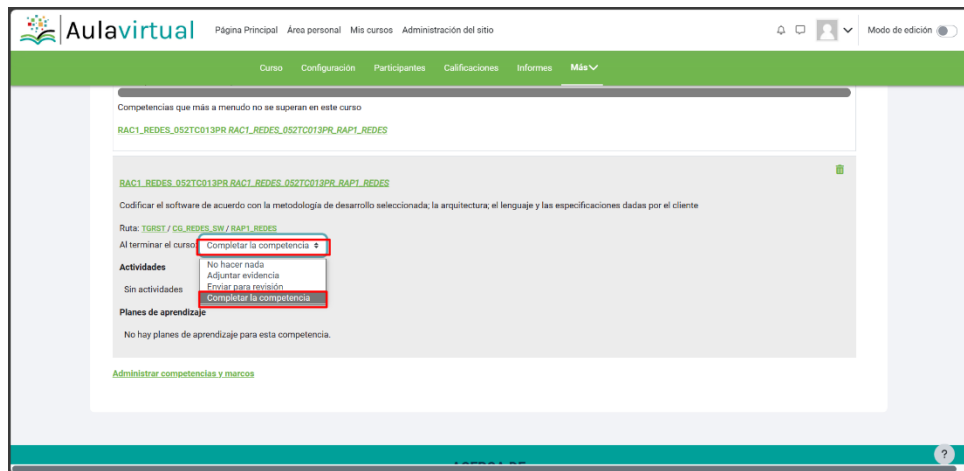 Aulavirtual
Página Principal Área personal Mis cursos Administración del sitio
Modo de edición
Curso Configuración Participantes Calificaciones Informes Más
Competencias que más a menudo no se superan en este curso
RAC1_REDES_052TC013PR RAC1_REDES_052TC013PR_RAP1_REDES
RAC1_REDES_052TC013PR RAC1_REDES_052TC013PR_RAP1_REDES
Codificar el software de acuerdo con la metodología de desarrollo seleccionada; la arquitectura; el lenguaje y las especificaciones dadas por el cliente
Ruta: TGRST / CG_REDES_SW / RAP1_REDES
Al terminar el curso: Completar la competencia
No hacer nada
Actividades
Adjuntar evidencia
Enviar para revisión
Sin actividades
Completar la competencia
Planes de aprendizaje
No hay planes de aprendizaje para esta competencia.
Administrar competencias y marcos
ACERCA DE
?